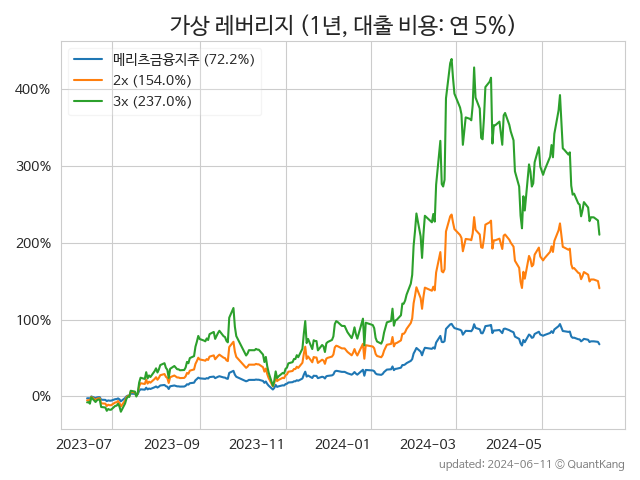 가상 레버리지 (1년, 대출 비용: 연 5%)
메리츠금융지주 (72.2%)
2x (154.0%)
3x (237.0%)
400%
300%
200%
100%
0%
2023-07 2023-09 2023-11 2024-01 2024-03 2024-05
updated: 2024-06-11 © QuantKang